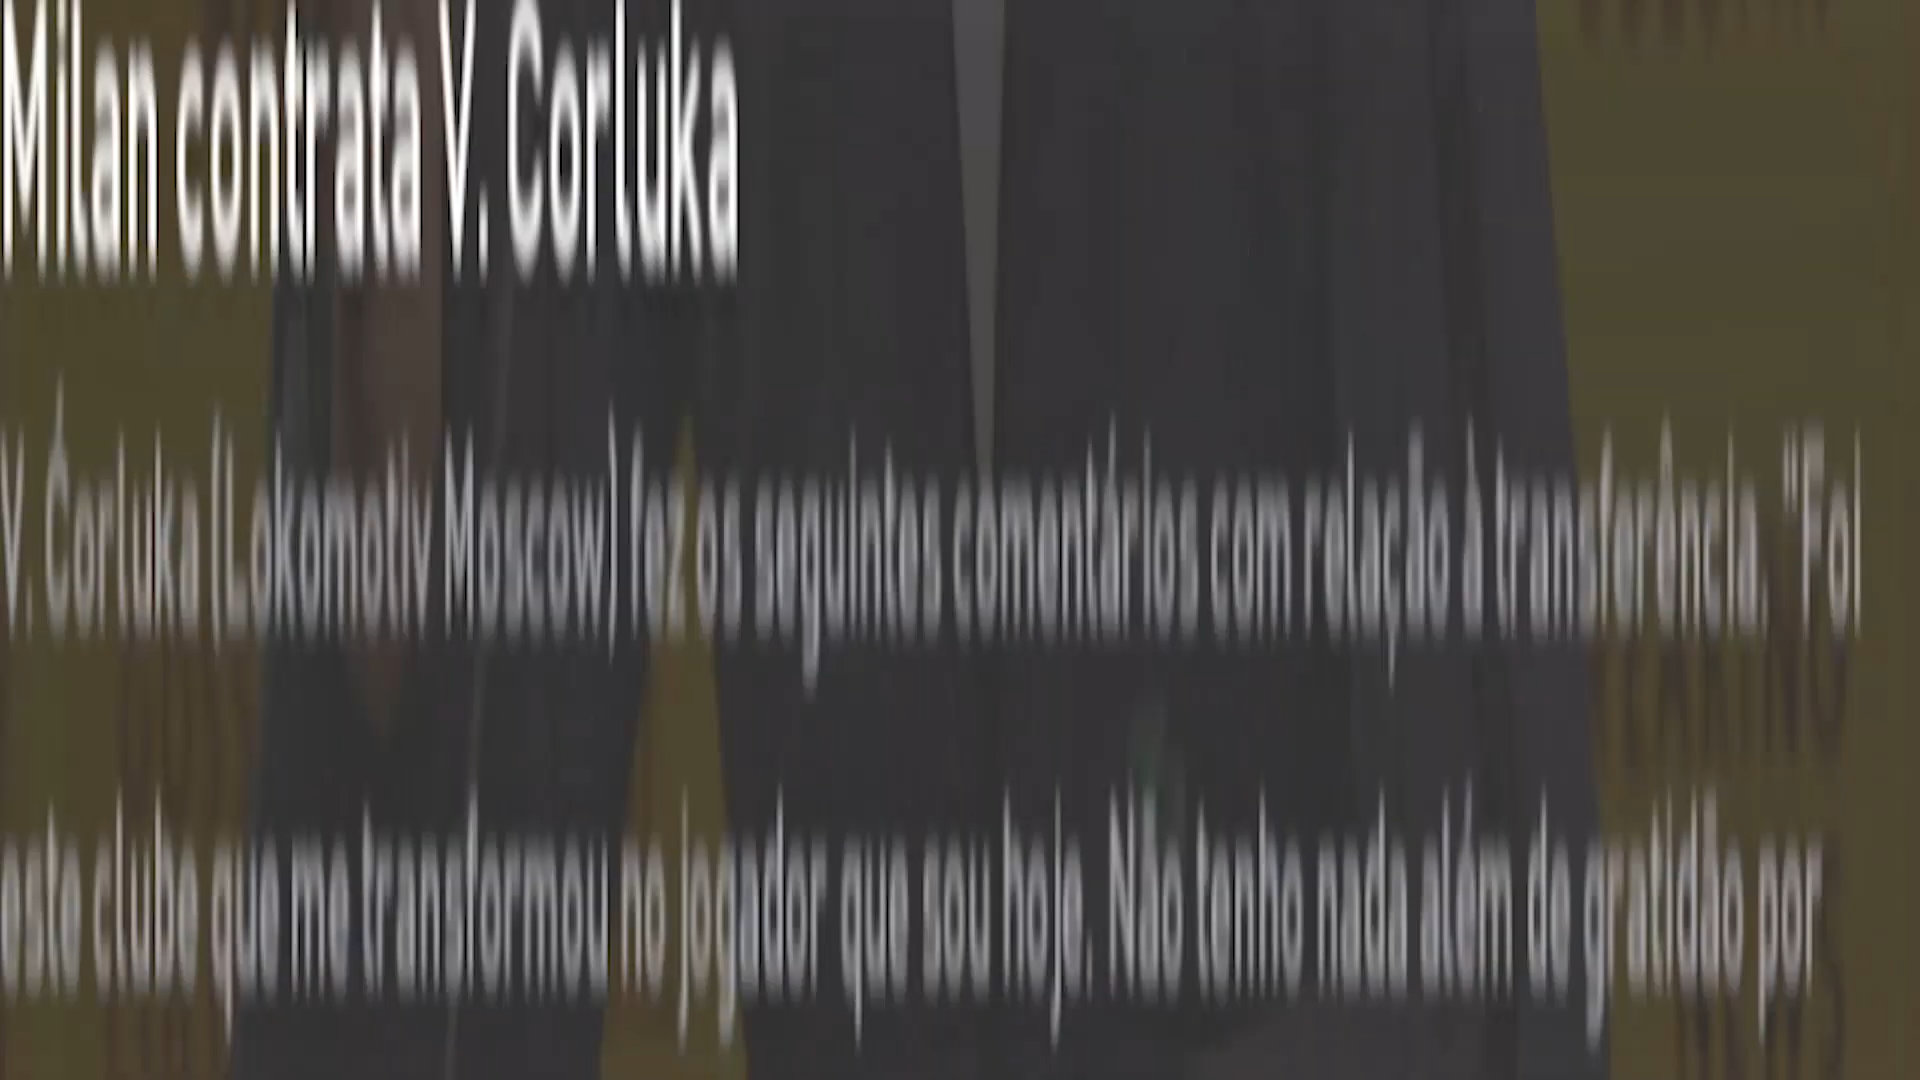 Milan contrata V. Corluka
V. Ćorluka (Lokomotiv Moscow) fez os seguintes comentários com relação à transferência. "Foi
este clube que me transformou no jogador que sou hoje. Não tenho nada além de gratidão por